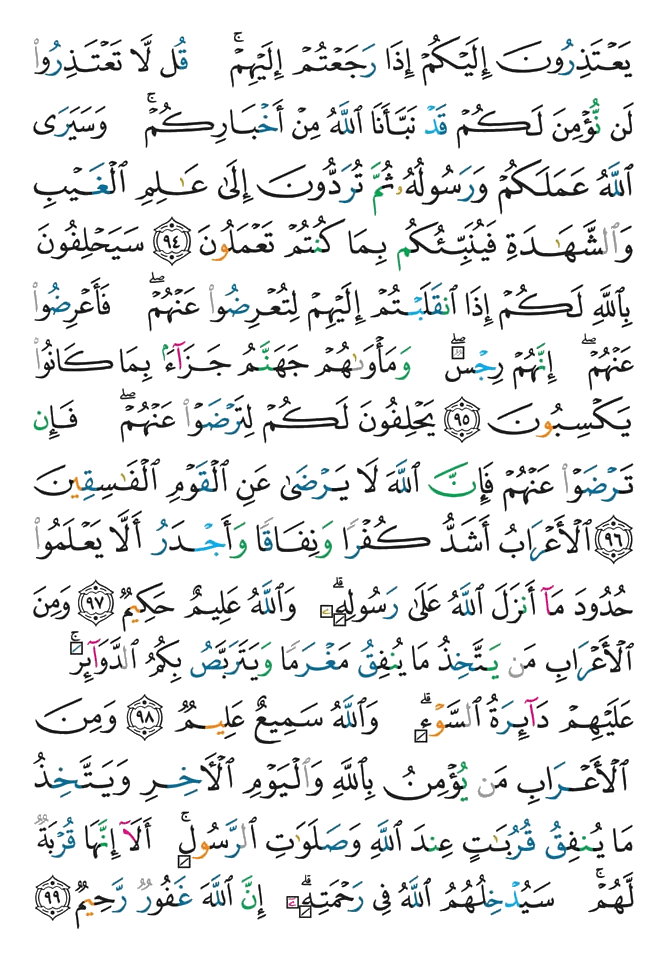 يَعْتَذِرُونَ إِلَيْكُمْ إِذَا رَجَعْتُمْ إِلَيْهِمْ ۚ قُل لَّا تَعْتَذِرُوا۟
لَن نُّؤْمِنَ لَكُمْ قَدْ نَبَّأَنَا ٱللَّهُ مِنْ أَخْبَارِكُمْ ۚ وَسَيَرَى
ٱللَّهُ عَمَلَكُمْ وَرَسُولُهُۥ ثُمَّ تُرَدُّونَ إِلَىٰ عَـٰلِمِ ٱلْغَيْبِ
وَٱلشَّهَـٰدَةِ فَيُنَبِّئُكُم بِمَا كُنتُمْ تَعْمَلُونَ ٩٤ سَيَحْلِفُونَ
بِٱللَّهِ لَكُمْ إِذَا ٱنقَلَبْتُمْ إِلَيْهِمْ لِتُعْرِضُوا۟ عَنْهُمْ ۖ فَأَعْرِضُوا۟
عَنْهُمْ ۖ إِنَّهُمْ رِجْسٌ ۖ وَمَأْوَىٰهُمْ جَهَنَّمُ جَزَآءًۢ بِمَا كَانُوا۟
يَكْسِبُونَ ٩٥ يَحْلِفُونَ لَكُمْ لِتَرْضَوْا۟ عَنْهُمْ ۖ فَإِن
تَرْضَوْا۟ عَنْهُمْ فَإِنَّ ٱللَّهَ لَا يَرْضَىٰ عَنِ ٱلْقَوْمِ ٱلْفَـٰسِقِينَ
٩٦ ٱلْأَعْرَابُ أَشَدُّ كُفْرًا وَنِفَاقًا وَأَجْدَرُ أَلَّا يَعْلَمُوا۟
حُدُودَ مَآ أَنزَلَ ٱللَّهُ عَلَىٰ رَسُولِهِۦ ۗ وَٱللَّهُ عَلِيمٌ حَكِيمٌ ٩٧ وَمِنَ
ٱلْأَعْرَابِ مَن يَتَّخِذُ مَا يُنفِقُ مَغْرَمًا وَيَتَرَبَّصُ بِكُمُ ٱلدَّوَآئِرَ ۚ
عَلَيْهِمْ دَآئِرَةُ ٱلسَّوْءِ ۗ وَٱللَّهُ سَمِيعٌ عَلِيمٌ ٩٨ وَمِنَ
ٱلْأَعْرَابِ مَن يُؤْمِنُ بِٱللَّهِ وَٱلْيَوْمِ ٱلْـَٔاخِرِ وَيَتَّخِذُ
مَا يُنفِقُ قُرُبَـٰتٍ عِندَ ٱللَّهِ وَصَلَوَٰتِ ٱلرَّسُولِ ۚ أَلَآ إِنَّهَا قُرْبَةٌ
لَّهُمْ ۚ سَيُدْخِلُهُمُ ٱللَّهُ فِى رَحْمَتِهِۦٓ ۗ إِنَّ ٱللَّهَ غَفُورٌ رَّحِيمٌ ٩٩